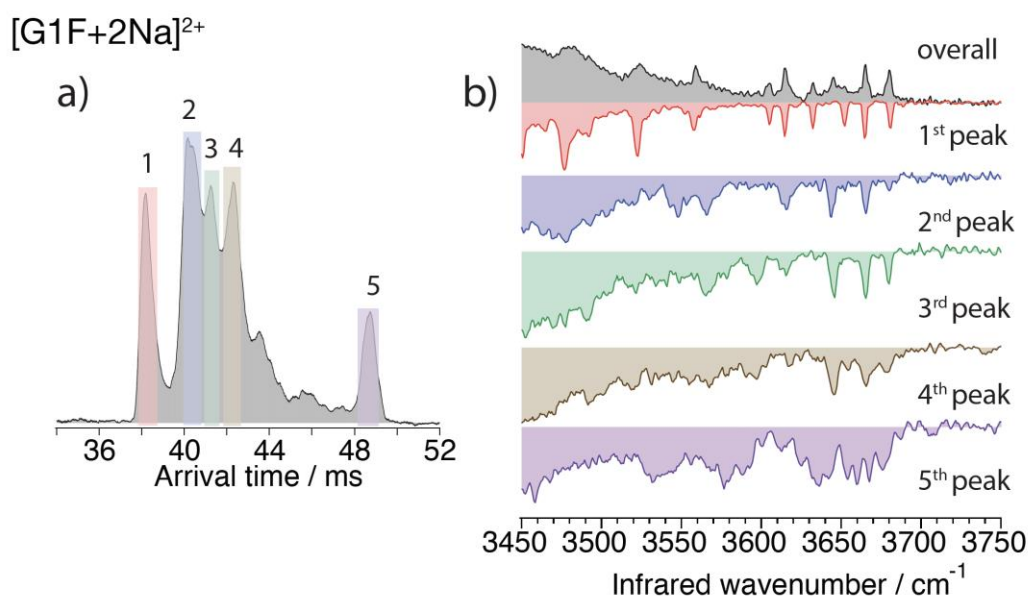 [G1F+2Na]²⁺
a)
1
2
3
4
5
36 40 44 48 52
Arrival time / ms
b)
overall
1ˢᵗ peak
2ⁿᵈ peak
3ʳᵈ peak
4ᵗʰ peak
5ᵗʰ peak
3450 3500 3550 3600 3650 3700 3750
Infrared wavenumber / cm⁻¹